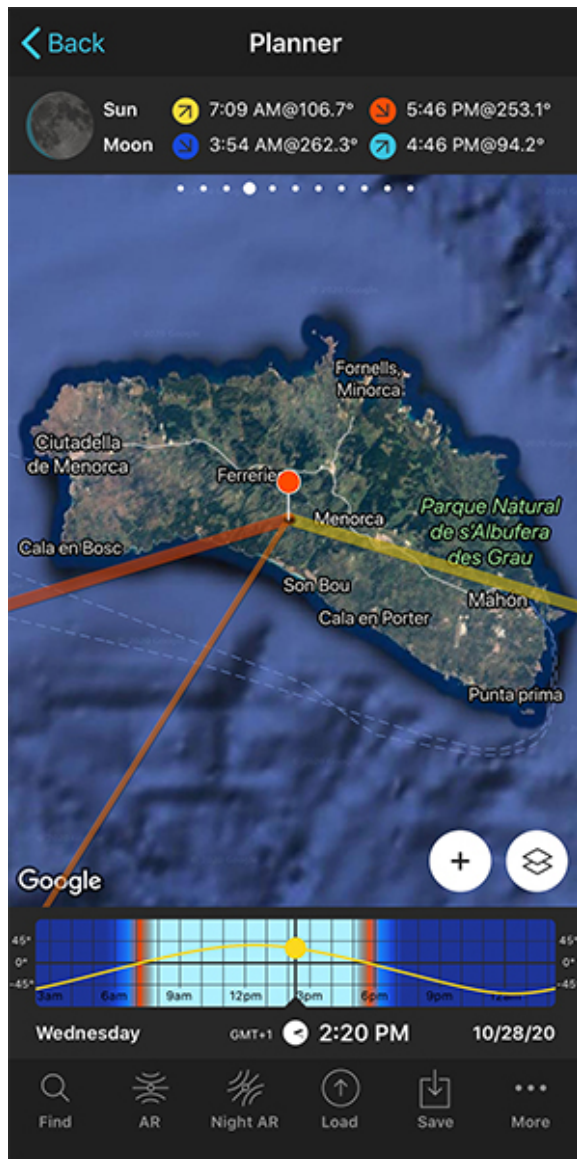 Back
Planner
Sun 7:09 AM@106.7° 5:46 PM@253.1°
Moon 3:54 AM@262.3° 4:46 PM@94.2°
Fornells,
Minorca
Ciutadella
de Menorca
Ferreries
Menorca
Parque Natural
de s'Albufera
des Grau
Cala en Bosc
Son Bou
Mahón
Cala en Porter
Punta prima
+
Google
45° 45°
0° 0°
-45° -45°
3am 6am 9am 12pm 3pm 6pm 9pm 12am
Wednesday GMT+1 2:20 PM 10/28/20
Find AR Night AR Load Save More